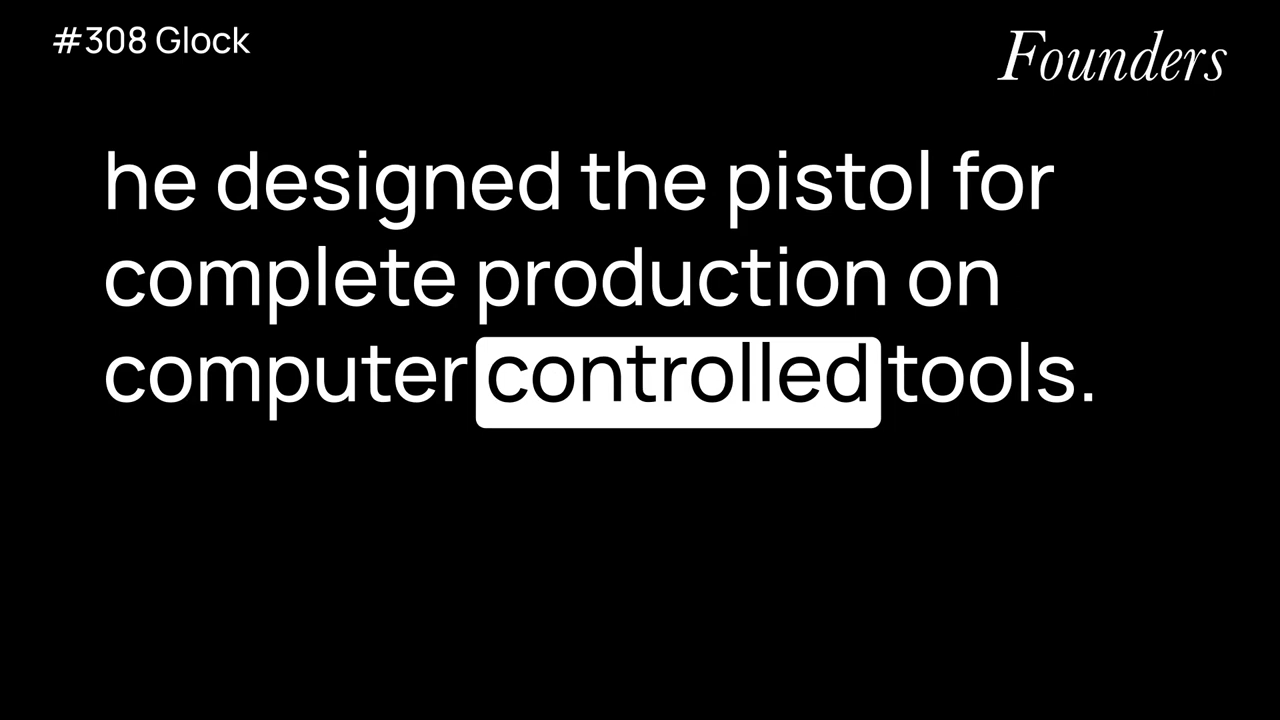 #308 Glock
Founders
he designed the pistol for
complete production on
computer controlled tools.